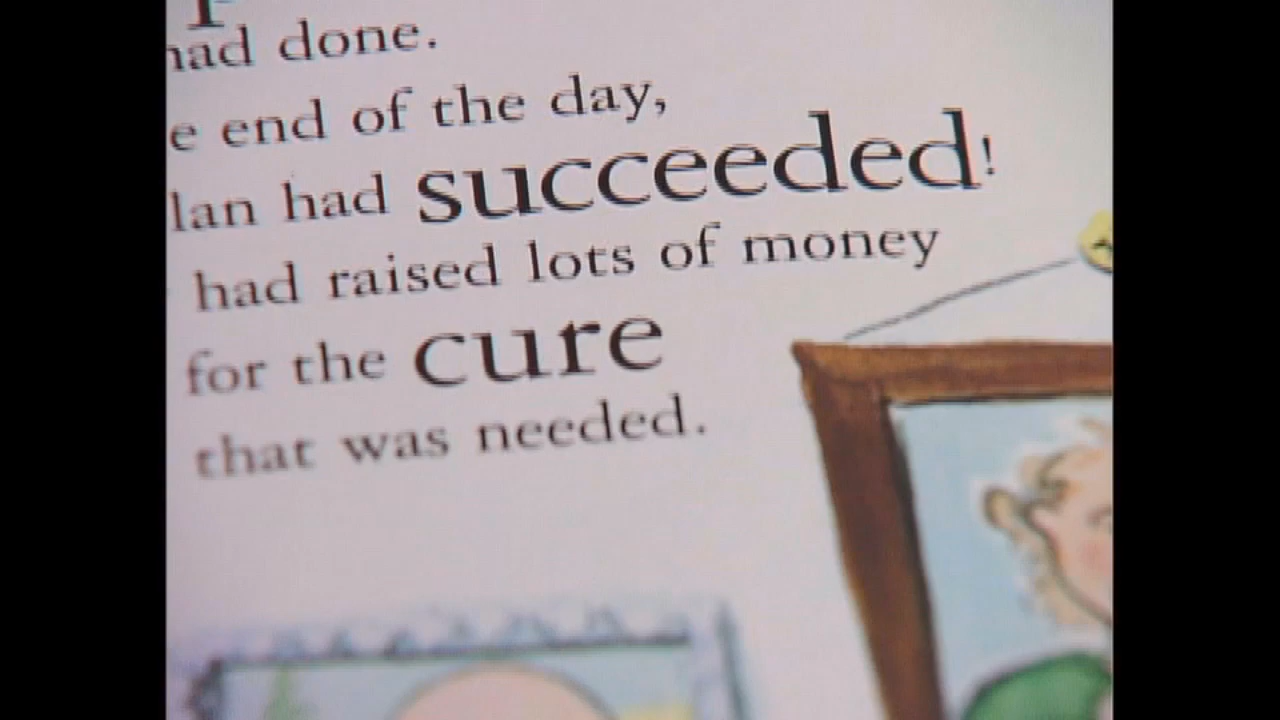 had done.
end of the day,
had succeeded!
had raised lots of money
for the cure
that was needed.